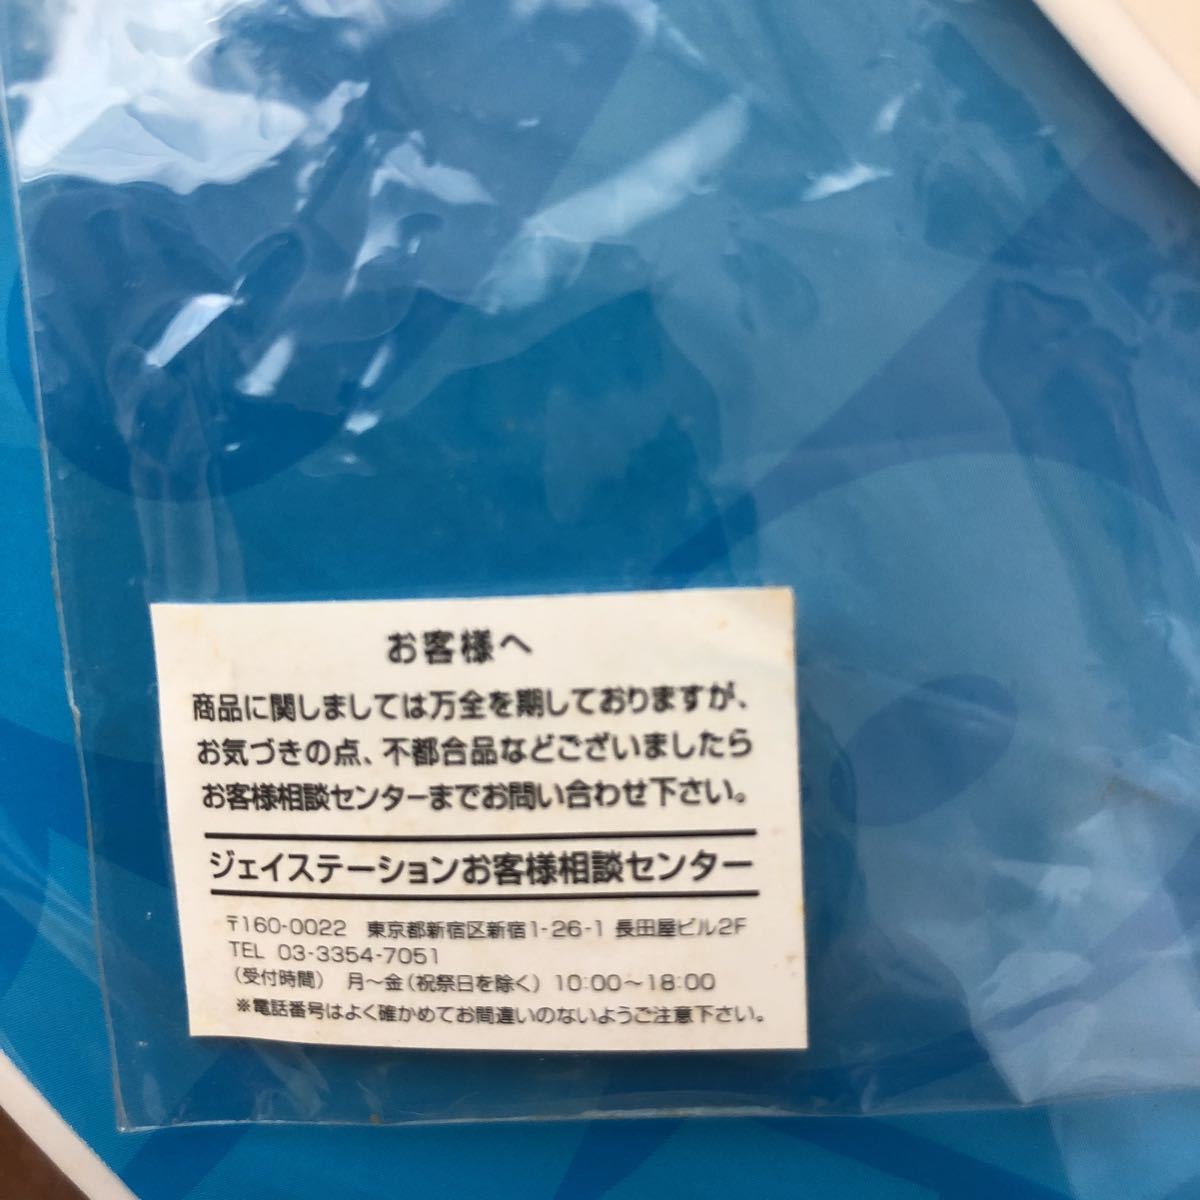 お客様へ
商品に関しましては万全を期しておりますが、
お気づきの点、不都合品などございましたら
お客様相談センターまでお問い合わせ下さい。
ジェイステーションお客様相談センター
〒160-0022　東京都新宿区新宿1-26-1 長田屋ビル2F
TEL 03-3354-7051
（受付時間）　月～金（祝祭日を除く）10:00～18:00
※電話番号はよく確かめてお間違いのないようご注意下さい。